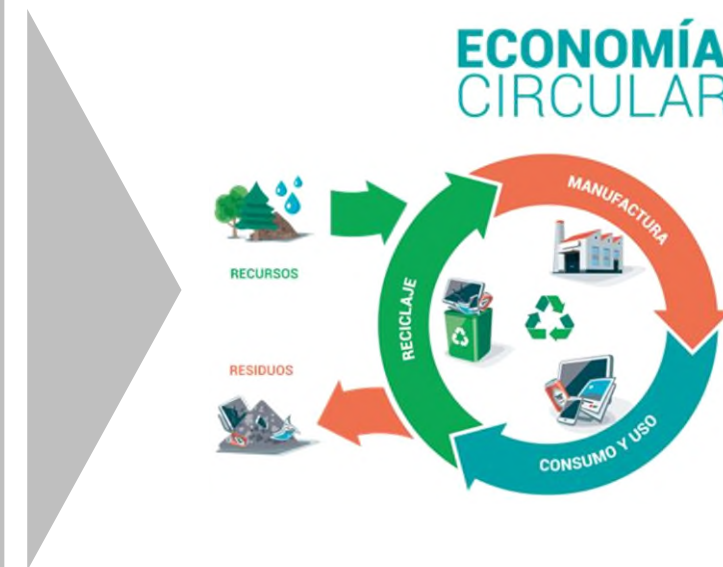 ECONOMÍA
CIRCULAR
MANUFACTURA
RECURSOS
RECICLAJE
RESIDUOS
CONSUMO Y USO